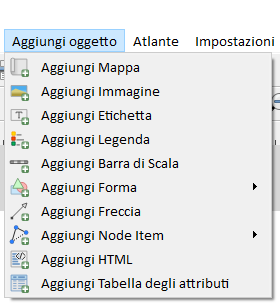 Aggiungi oggetto Atlante Impostazioni
Aggiungi Mappa
Aggiungi Immagine
Aggiungi Etichetta
Aggiungi Legenda
Aggiungi Barra di Scala
Aggiungi Forma
Aggiungi Freccia
Aggiungi Node Item
Aggiungi HTML
Aggiungi Tabella degli attributi